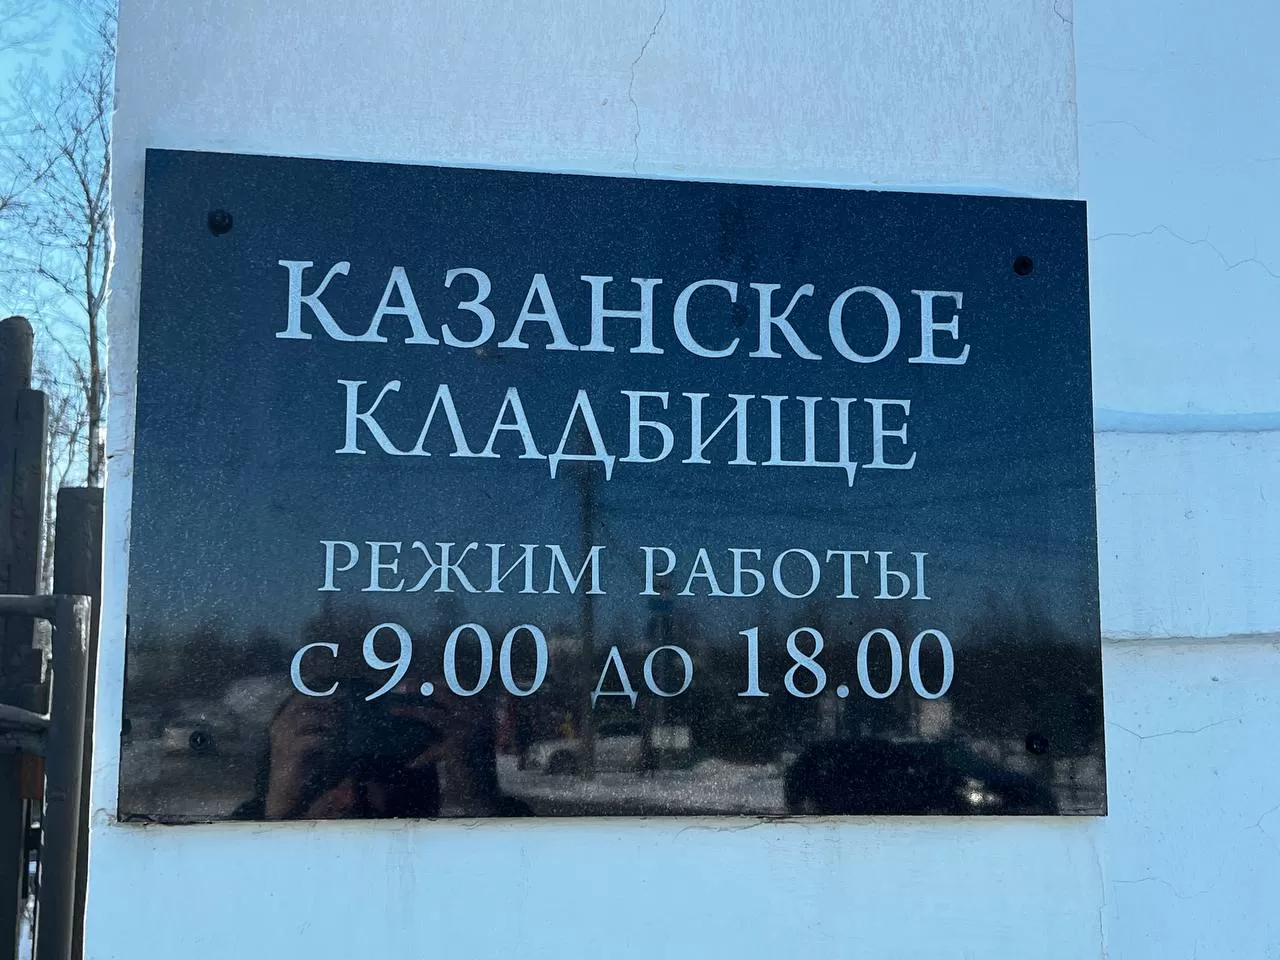 КАЗАНСКОЕ
КЛАДБИЩЕ
РЕЖИМ РАБОТЫ
С 9.00 ДО 18.00